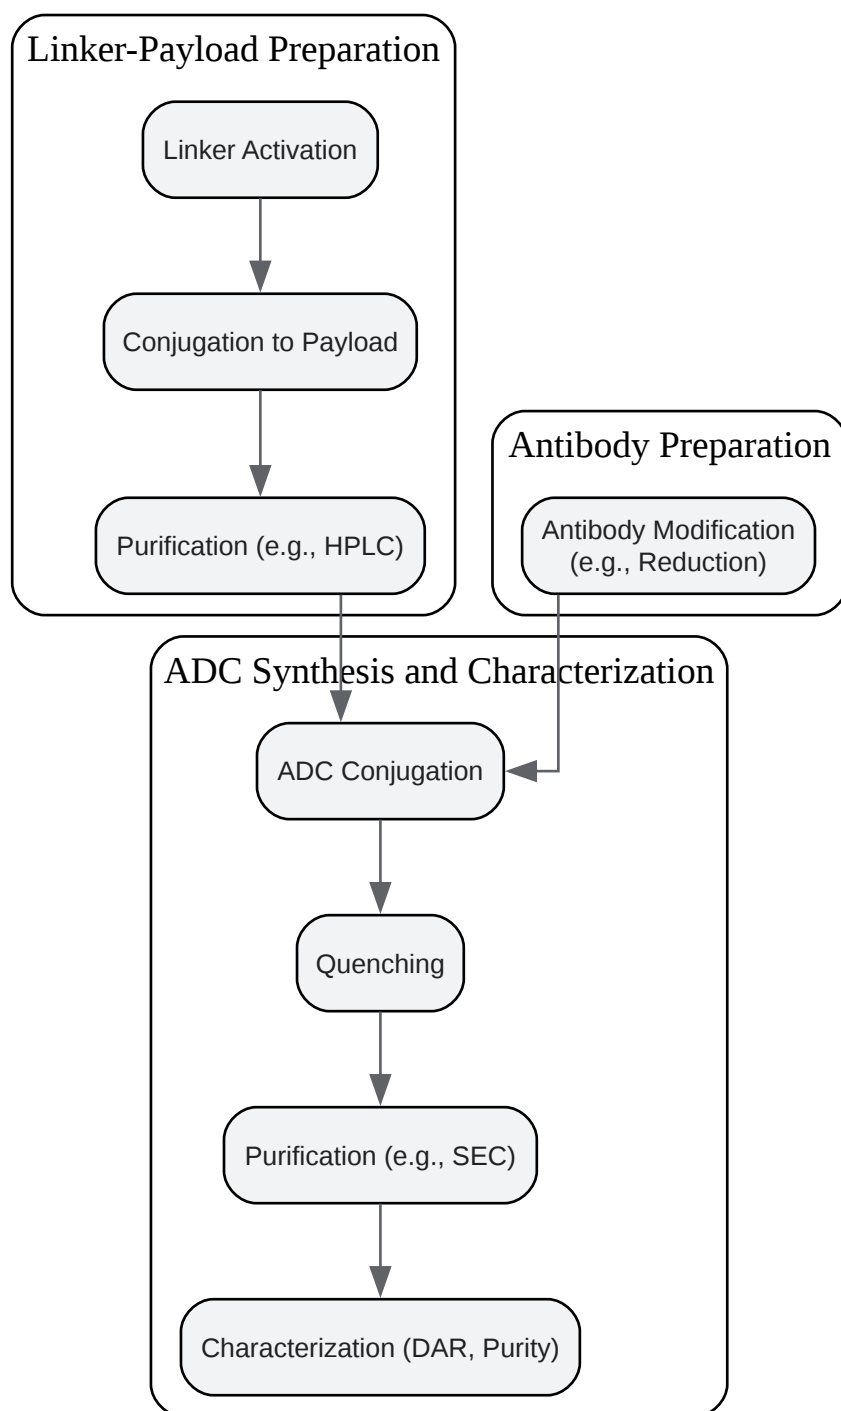 Linker-Payload Preparation
Linker Activation
Conjugation to Payload
Purification (e.g., HPLC)
Antibody Preparation
Antibody Modification
(e.g., Reduction)
ADC Synthesis and Characterization
ADC Conjugation
Quenching
Purification (e.g., SEC)
Characterization (DAR, Purity)